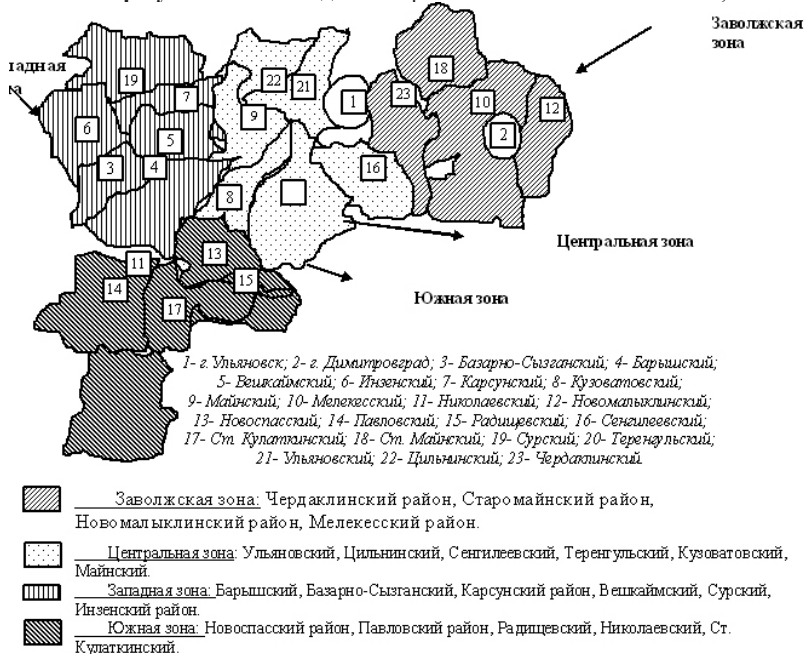 Заволжская
зона
19
22
21
18
7
1
23
10
12
6
9
5
2
3
4
16
8
13
Центральная зона
11
14
15
Южная зона
17
1- г. Ульяновск; 2- г. Димитровград; 3- Базарно-Сызганский; 4- Барышский;
5- Вешкаймский; 6- Инзенский; 7- Карсунский; 8- Кузоватовский;
9- Майнский; 10- Мелекесский; 11- Николаевский; 12- Новомалыклинский;
13- Новоспасский; 14- Павловский; 15- Радищевский; 16- Сенгилеевский;
17- Ст. Кулаткинский; 18- Ст. Майнский; 19- Сурский; 20- Теренгульский;
21- Ульяновский; 22- Цильнинский; 23- Чердаклинский.
Заволжская зона: Чердаклинский район, Старомайнский район,
Новомалыклинский район, Мелекесский район.
Центральная зона: Ульяновский, Цильнинский, Сенгилеевский, Теренгульский, Кузоватовский,
Майнский.
Западная зона: Барышский, Базарно-Сызганский, Карсунский район, Вешкаймский, Сурский,
Инзенский район.
Южная зона: Новоспасский район, Павловский район, Радищевский, Николаевский, Ст.
Кулаткинский.